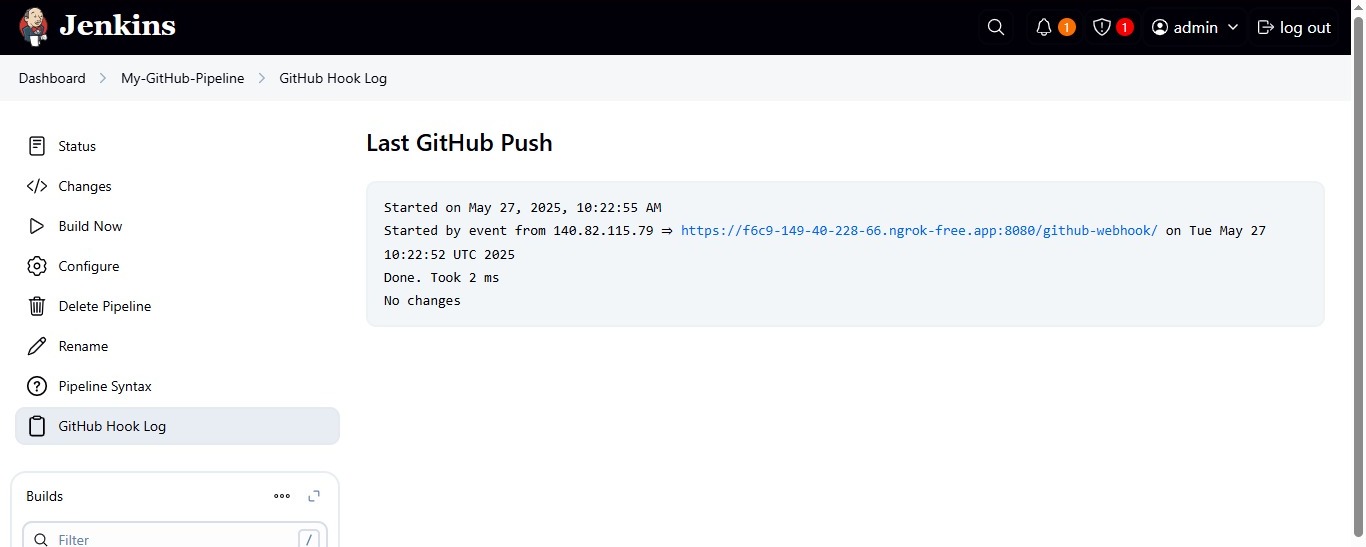 Jenkins
1
1
admin
log out
Dashboard
My-GitHub-Pipeline
GitHub Hook Log
Status
Changes
Build Now
Configure
Delete Pipeline
Rename
Pipeline Syntax
GitHub Hook Log
Builds
Filter
/
Last GitHub Push
Started on May 27, 2025, 10:22:55 AM
Started by event from 140.82.115.79 ⇒ https://f6c9-149-40-228-66.ngrok-free.app:8080/github-webhook/ on Tue May 27
10:22:52 UTC 2025
Done. Took 2 ms
No changes